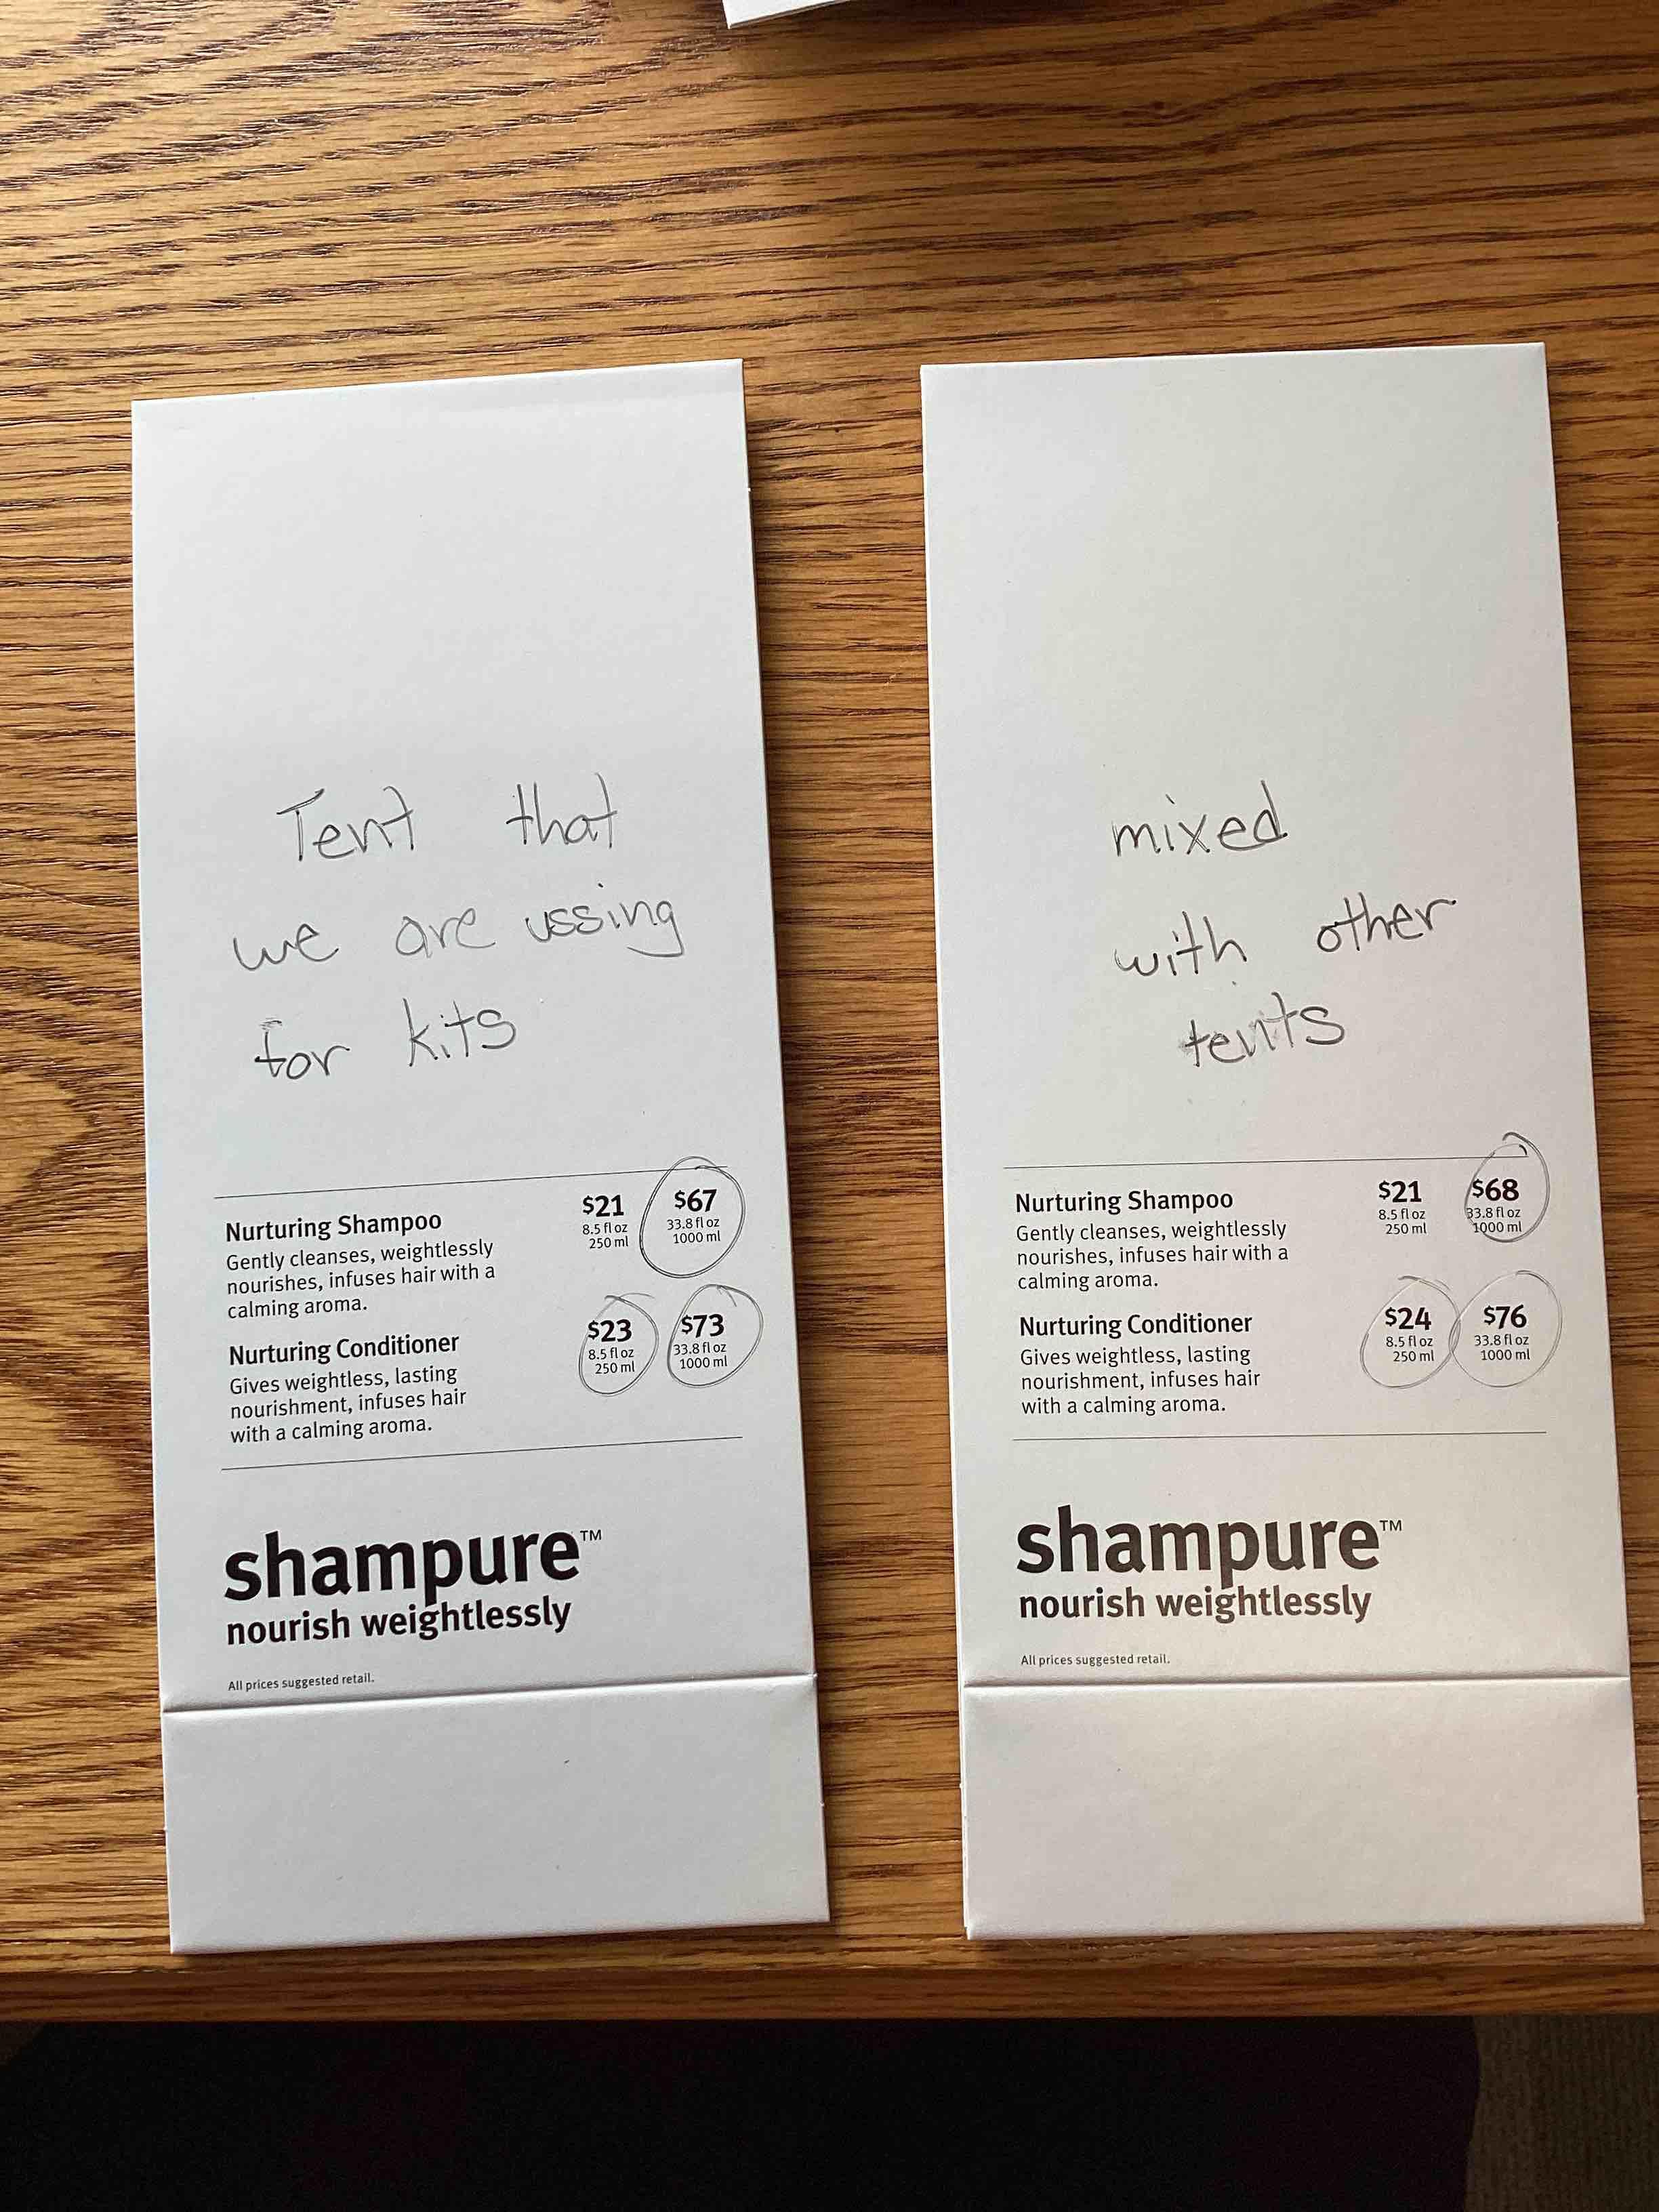 Tent that
we are ussing
for kits
Nurturing Shampoo
Gently cleanses, weightlessly
nourishes, infuses hair with a
calming aroma.
$21
8.5 fl oz
250 ml
$67
33.8 fl oz
1000 ml
Nurturing Conditioner
Gives weightless, lasting
nourishment, infuses hair
with a calming aroma.
$23
8.5 fl oz
250 ml
$73
33.8 fl oz
1000 ml
shampure™
nourish weightlessly
All prices suggested retail.
mixed
with other
tents
Nurturing Shampoo
Gently cleanses, weightlessly
nourishes, infuses hair with a
calming aroma.
$21
8.5 fl oz
250 ml
$68
33.8 fl oz
1000 ml
Nurturing Conditioner
Gives weightless, lasting
nourishment, infuses hair
with a calming aroma.
$24
8.5 fl oz
250 ml
$76
33.8 fl oz
1000 ml
shampure™
nourish weightlessly
All prices suggested retail.